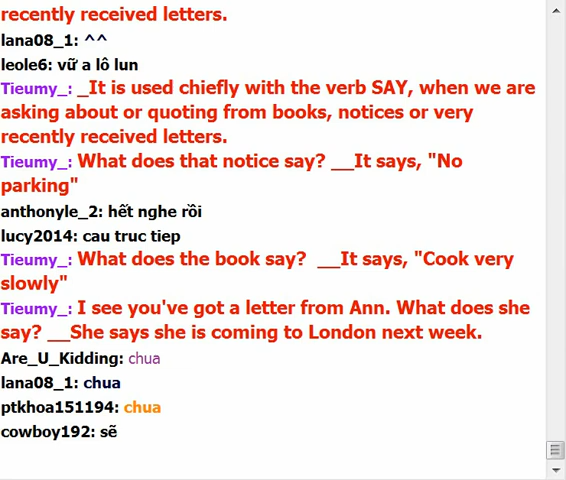 recently received letters.
lana08_1: ^^
leole6: vữ a lô lun
Tieumy_: _It is used chiefly with the verb SAY, when we are
asking about or quoting from books, notices or very
recently received letters.
Tieumy_: What does that notice say? __It says, "No
parking"
anthonyle_2: hết nghe rồi
lucy2014: cau truc tiep
Tieumy_: What does the book say?  __It says, "Cook very
slowly"
Tieumy_: I see you've got a letter from Ann. What does she
say? __She says she is coming to London next week.
Are_U_Kidding: chua
lana08_1: chua
ptkhoa151194: chua
cowboy192: sẽ